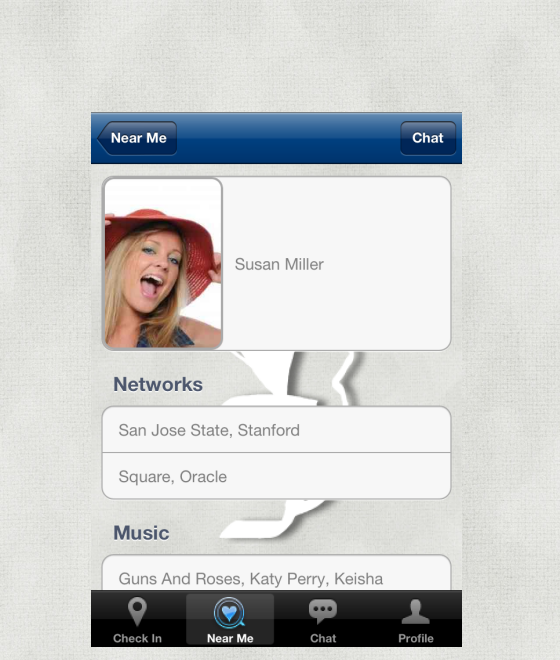 Near Me
Chat
Susan Miller
Networks
San Jose State, Stanford
Square, Oracle
Music
Guns And Roses, Katy Perry, Keisha
Check In
Near Me
Chat
Profile